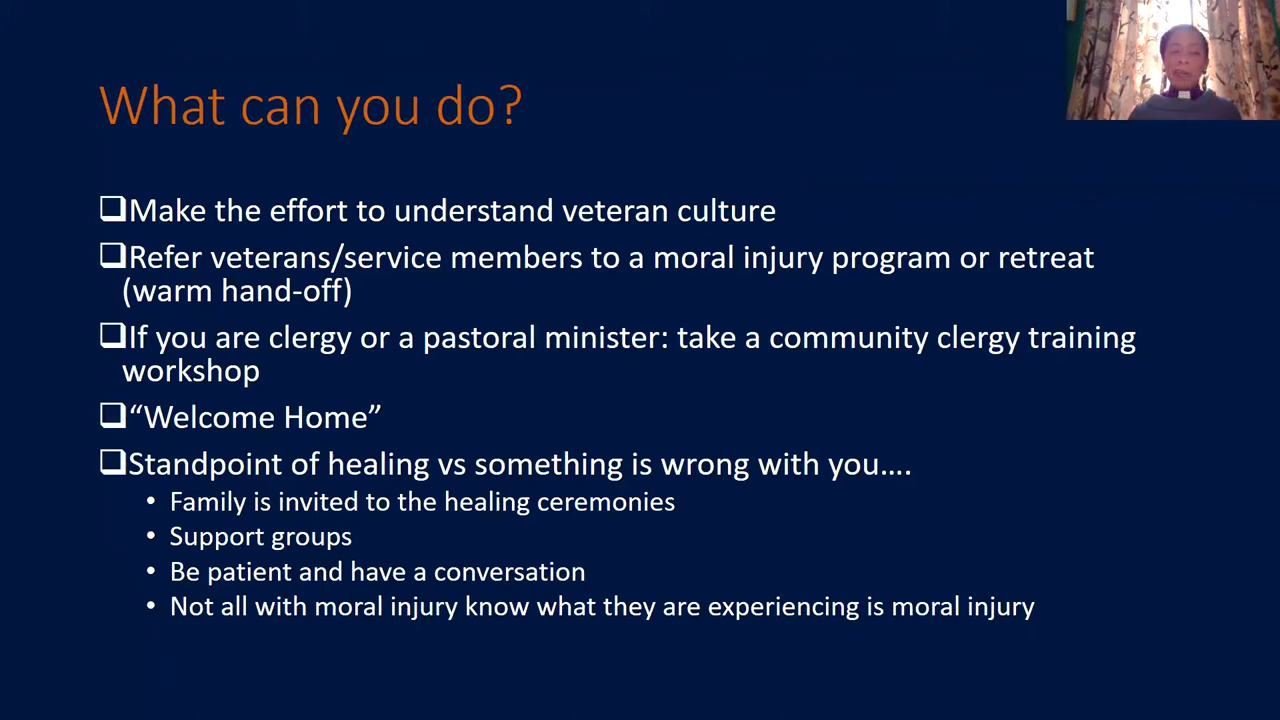 What can you do?
❑Make the effort to understand veteran culture
❑Refer veterans/service members to a moral injury program or retreat
(warm hand-off)
❑If you are clergy or a pastoral minister: take a community clergy training
workshop
❑“Welcome Home”
❑Standpoint of healing vs something is wrong with you….
• Family is invited to the healing ceremonies
• Support groups
• Be patient and have a conversation
• Not all with moral injury know what they are experiencing is moral injury